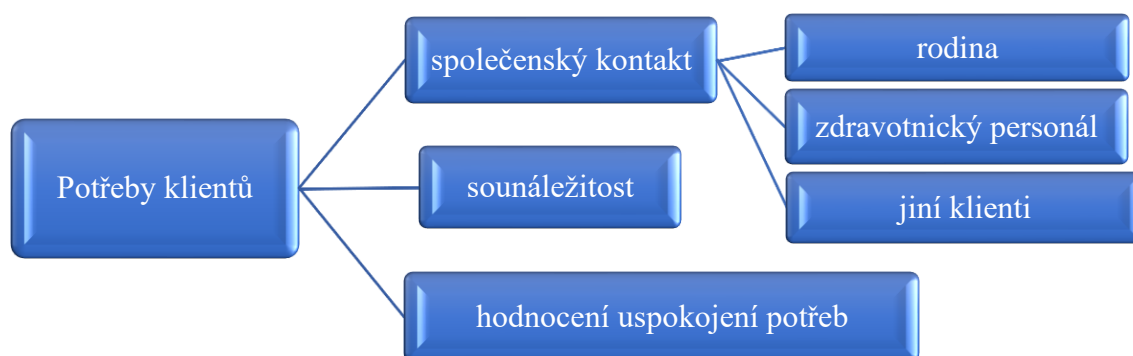 Potřeby klientů
společenský kontakt
rodina
zdravotnický personál
jiní klienti
sounáležitost
hodnocení uspokojení potřeb